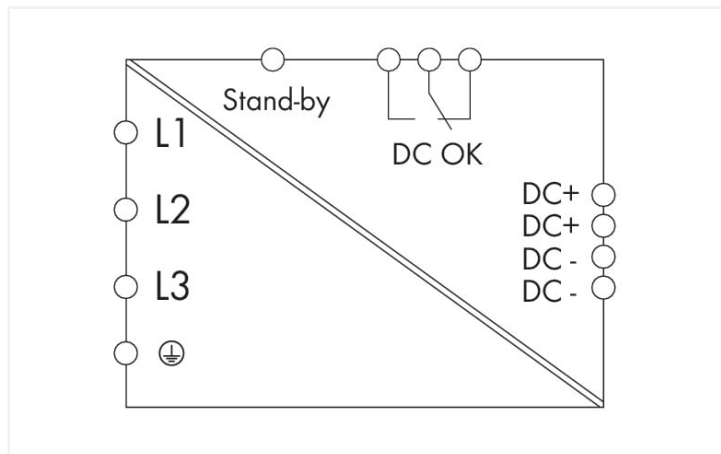 Stand-by
DC OK
L1
L2
L3
DC+
DC+
DC -
DC -